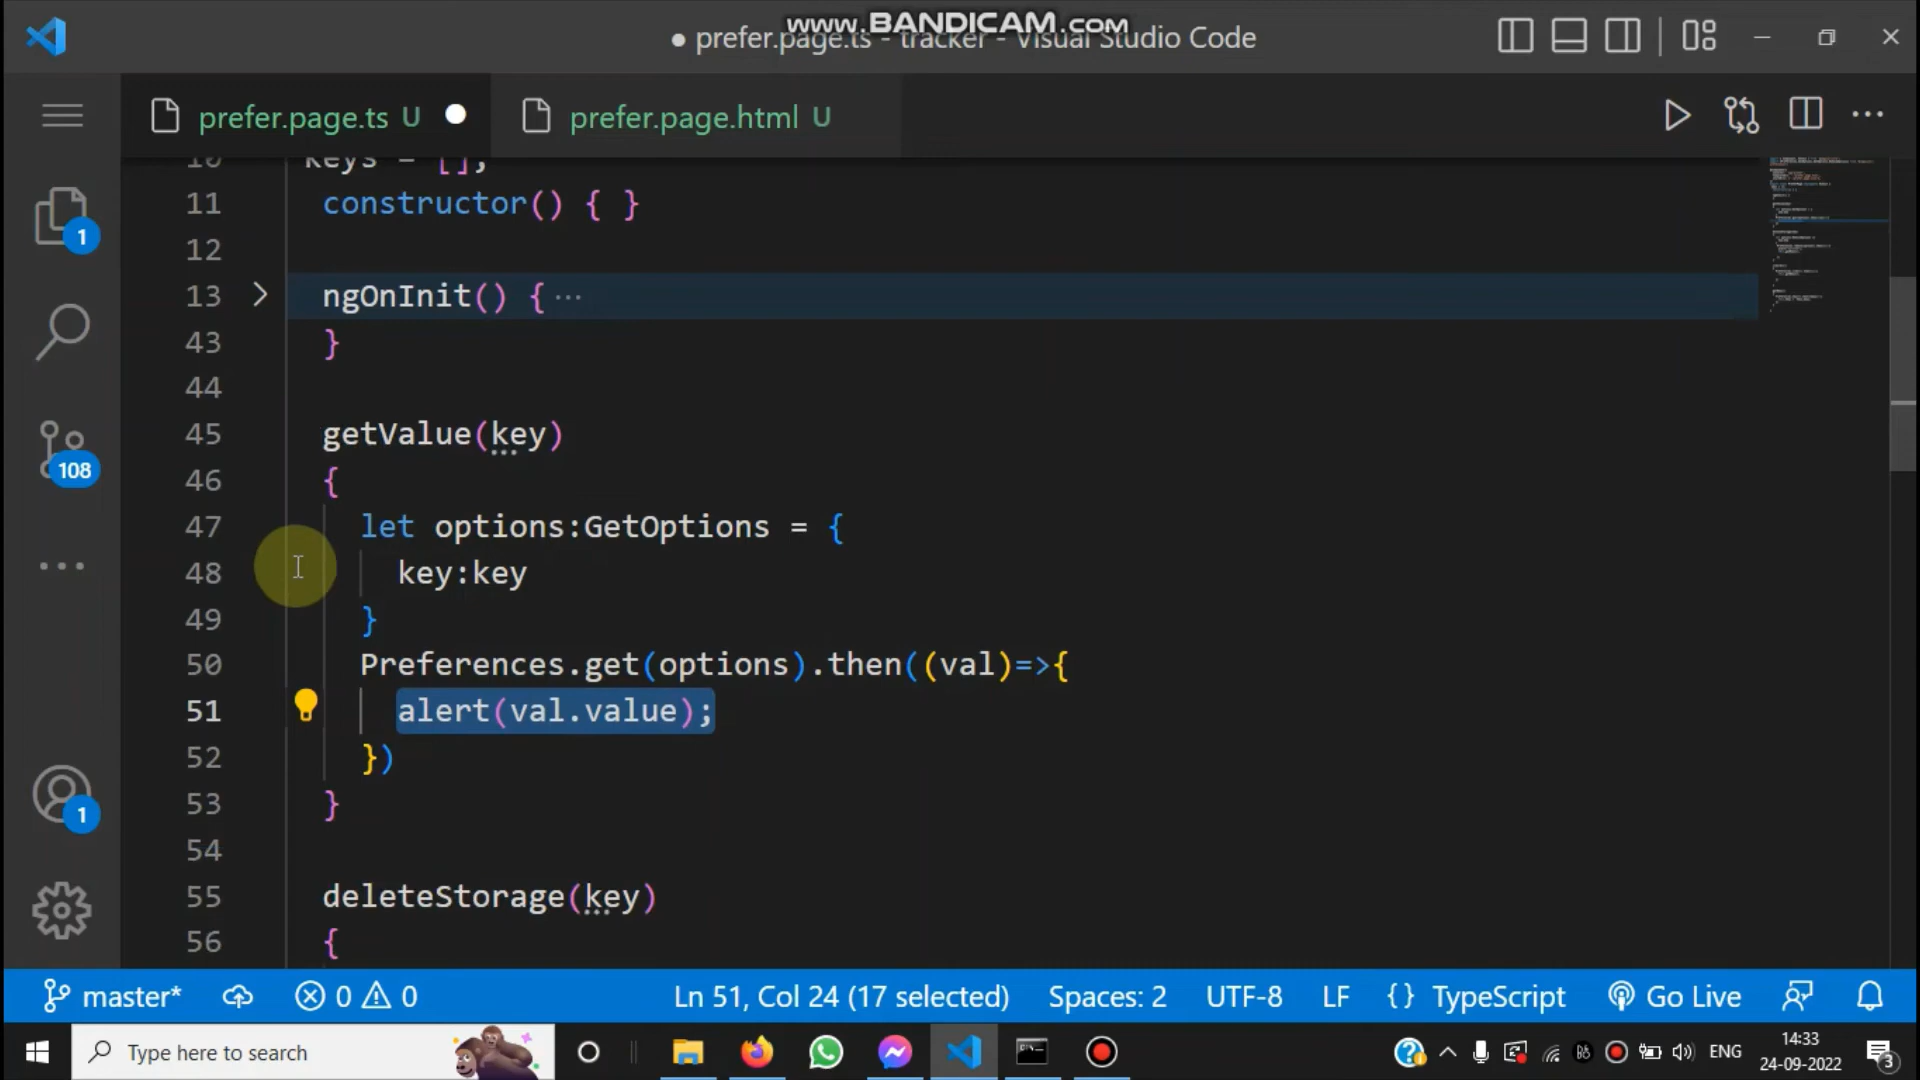 www.BANDICAM.com
● prefer.page.ts - tracker - Visual Studio Code
prefer.page.ts U
prefer.page.html U
10 keys = [];
11 constructor() { }
12
13 ngOnInit() { ···
43 }
44
45 getValue(key)
46 {
47 let options:GetOptions = {
48 key:key
49 }
50 Preferences.get(options).then((val)=>{
51 alert(val.value);
52 })
53 }
54
55 deleteStorage(key)
56 {
1
108
1
master* 0 0 Ln 51, Col 24 (17 selected) Spaces: 2 UTF-8 LF {} TypeScript Go Live
Type here to search
ENG
14:33
24-09-2022
3